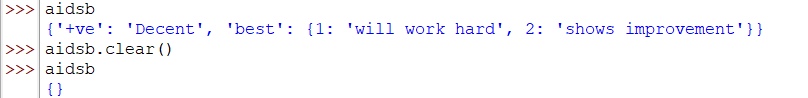 >>> aidsb
{'+ve': 'Decent', 'best': {1: 'will work hard', 2: 'shows improvement'}}
>>> aidsb.clear()
>>> aidsb
{}